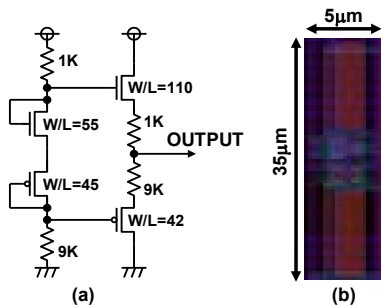 1K
W/L=110
W/L=55
1K
OUTPUT
W/L=45
9K
W/L=42
9K
(a)
5µm
35µm
(b)